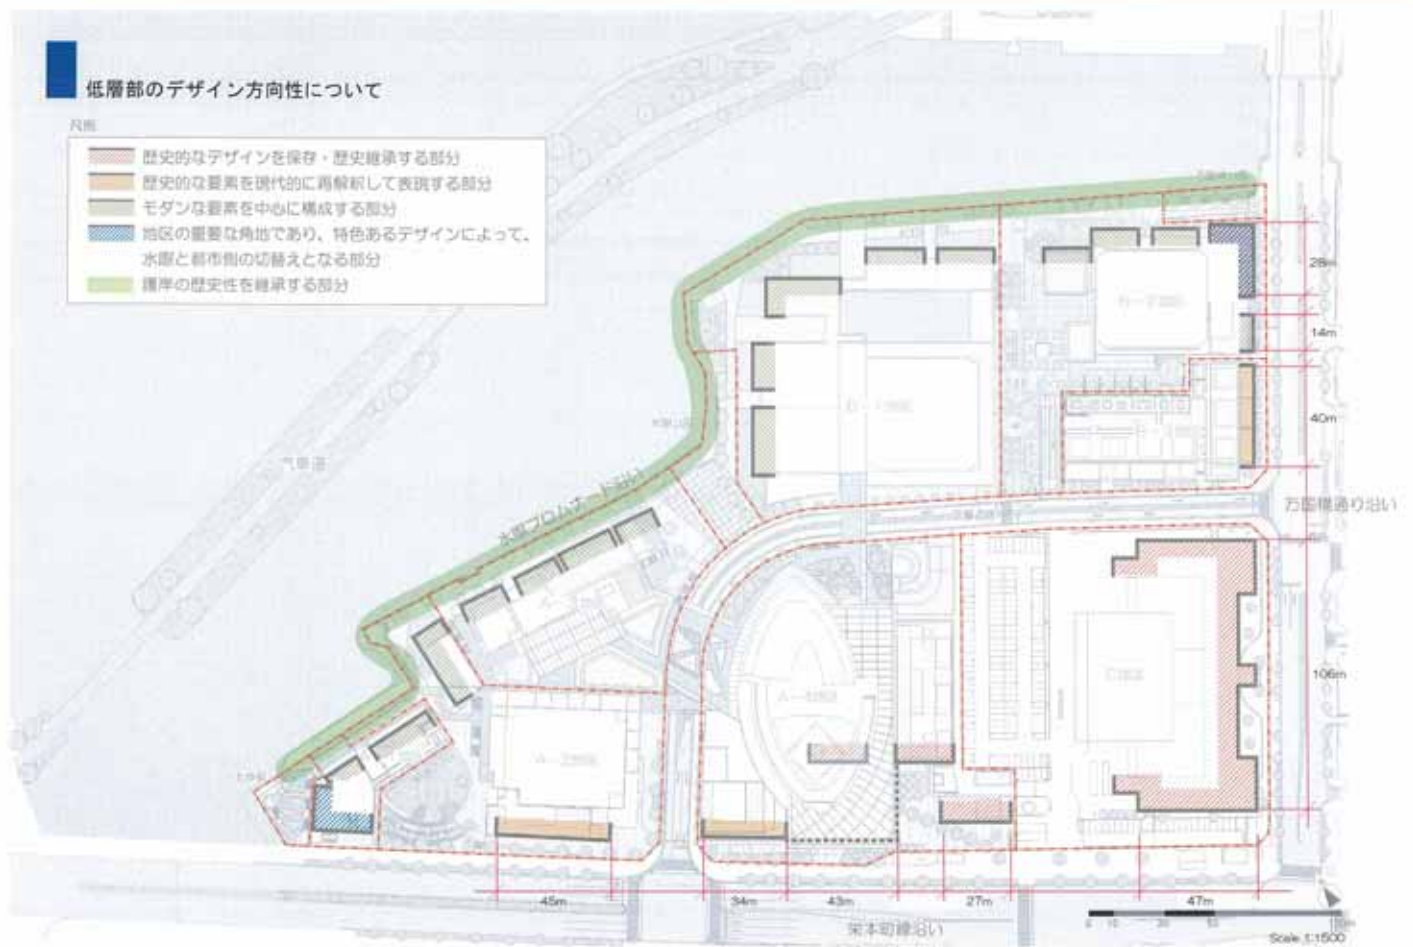 低層部のデザイン方向性について
凡例
歴史的なデザインを保存・歴史継承する部分
歴史的な要素を現代的に再解釈して表現する部分
モダンな要素を中心に構成する部分
地区の重要な角地であり、特色あるデザインによって、
水際と都市側の切替えとなる部分
護岸の歴史性を継承する部分
28m
14m
40m
汽車道
水際プロムナード沿い
万国橋通り沿い
106m
C地区
45m
34m
43m
27m
47m
栄本町線沿い
Scale 1:1500